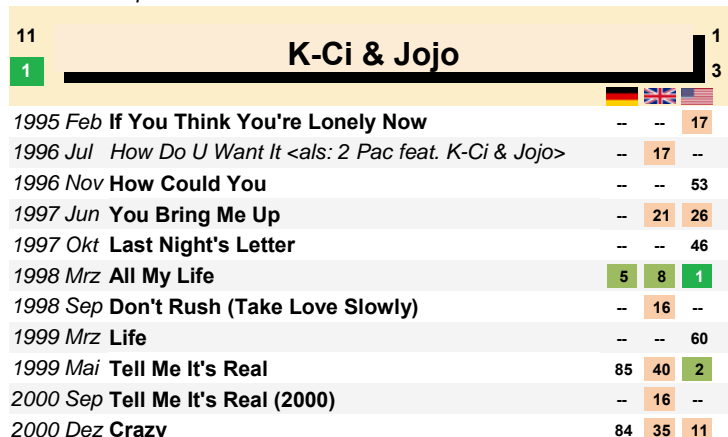 11
K-Ci & Jojo
1
1
3
1995 Feb If You Think You're Lonely Now -- -- 17
1996 Jul How Do U Want It <als: 2 Pac feat. K-Ci & Jojo> -- 17 --
1996 Nov How Could You -- -- 53
1997 Jun You Bring Me Up -- 21 26
1997 Okt Last Night's Letter -- -- 46
1998 Mrz All My Life 5 8 1
1998 Sep Don't Rush (Take Love Slowly) -- 16 --
1999 Mrz Life -- -- 60
1999 Mai Tell Me It's Real 85 40 2
2000 Sep Tell Me It's Real (2000) -- 16 --
2000 Dez Crazy 84 35 11